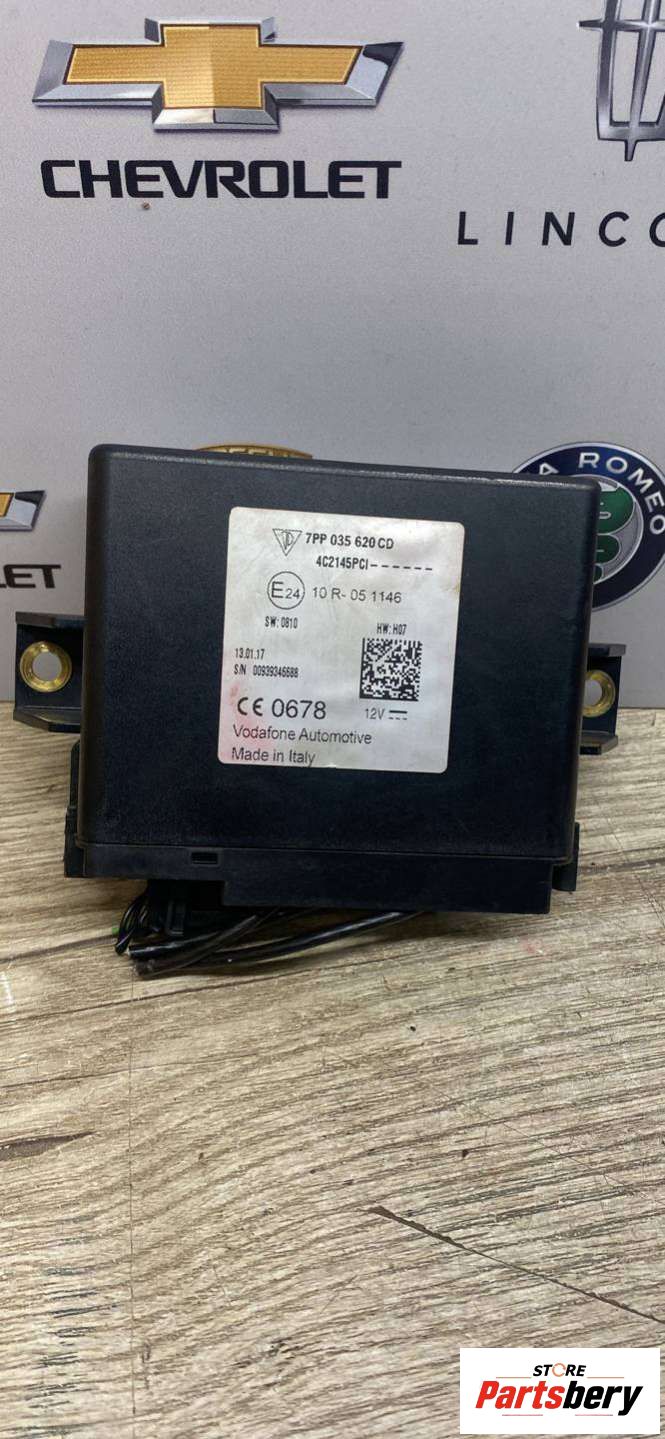 CHEVROLET
LINCO
A ROMEO
LET
7PP 035 620 CD
4C2145PCI------
E24 10 R- 05 1146
SW: 0810 HW: H07
13.01.17
S/N 00939346688
CE 0678 12V
Vodafone Automotive
Made in Italy
STORE
Partsbery